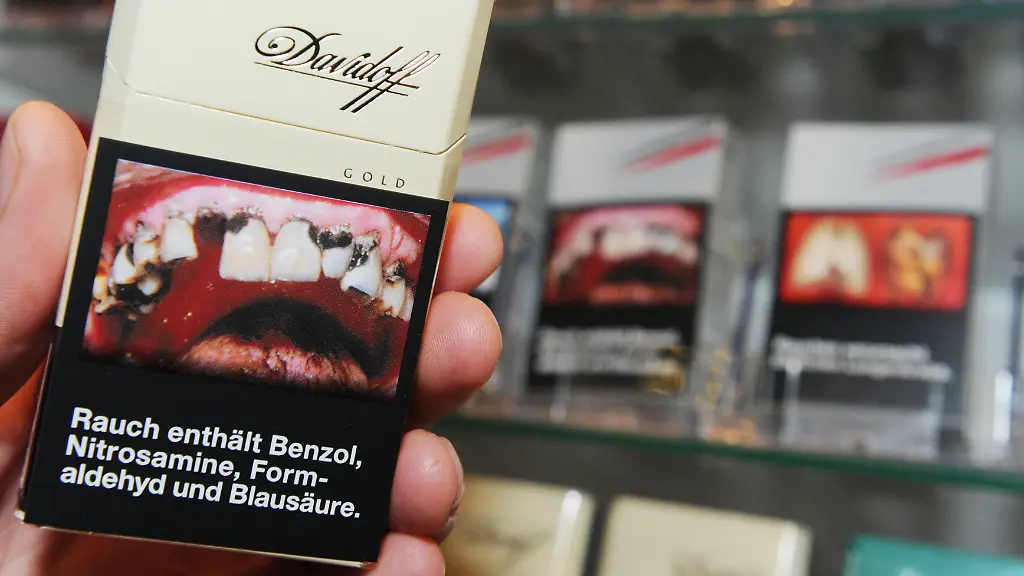 Davidoff
GOLD
Rauch enthält Benzol,
Nitrosamine, Form-
aldehyd und Blausäure.